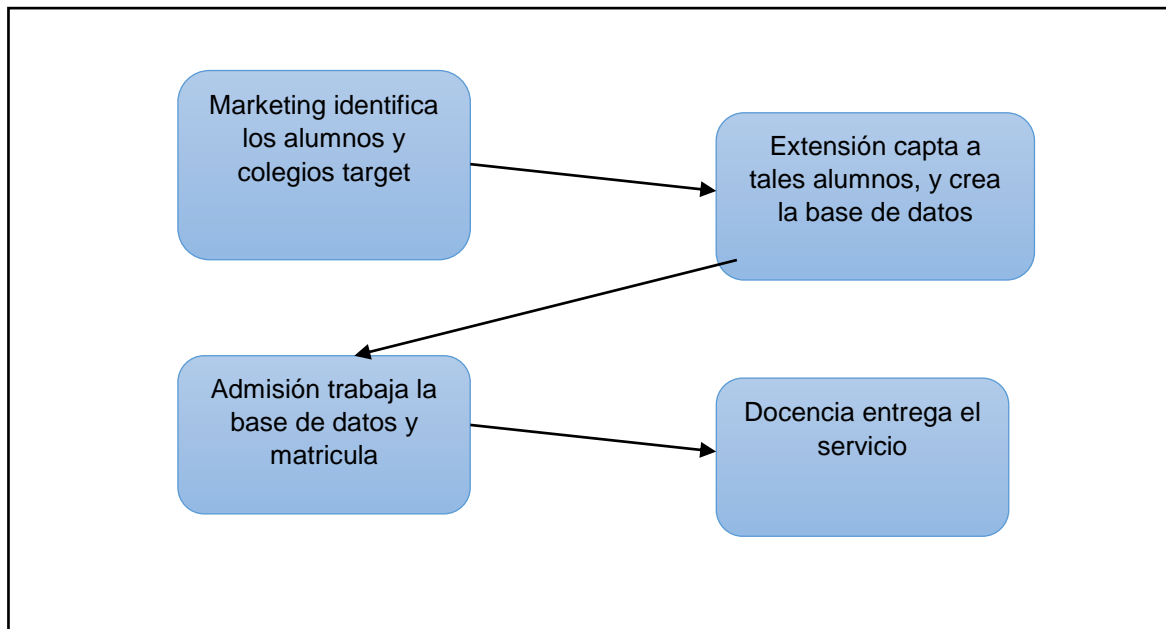 Marketing identifica
los alumnos y
colegios target
Extensión capta a
tales alumnos, y crea
la base de datos
Admisión trabaja la
base de datos y
matricula
Docencia entrega el
servicio